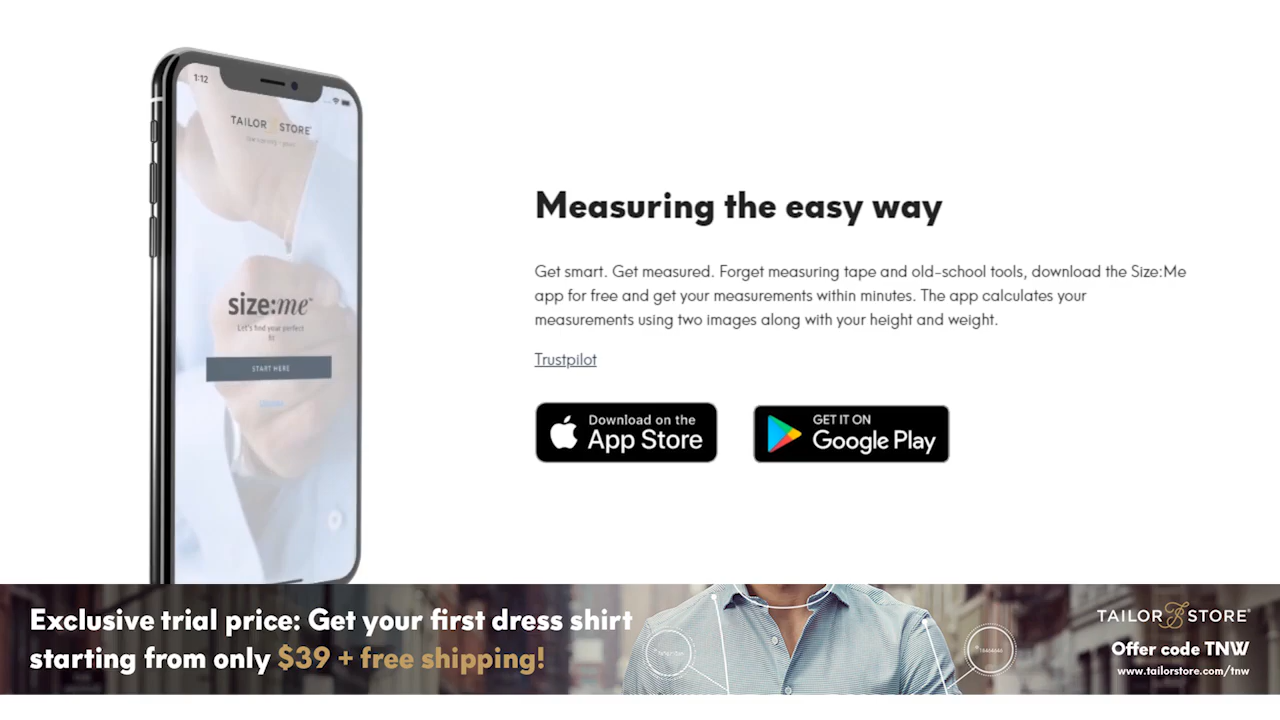 1:12
TAILOR STORE
size:me
Let's find your perfect
fit
START HERE
Measuring the easy way
Get smart. Get measured. Forget measuring tape and old-school tools, download the Size:Me
app for free and get your measurements within minutes. The app calculates your
measurements using two images along with your height and weight.
Trustpilot
Download on the
App Store
GET IT ON
Google Play
Exclusive trial price: Get your first dress shirt
starting from only $39 + free shipping!
TAILOR STORE
Offer code TNW
www.tailorstore.com/tnw